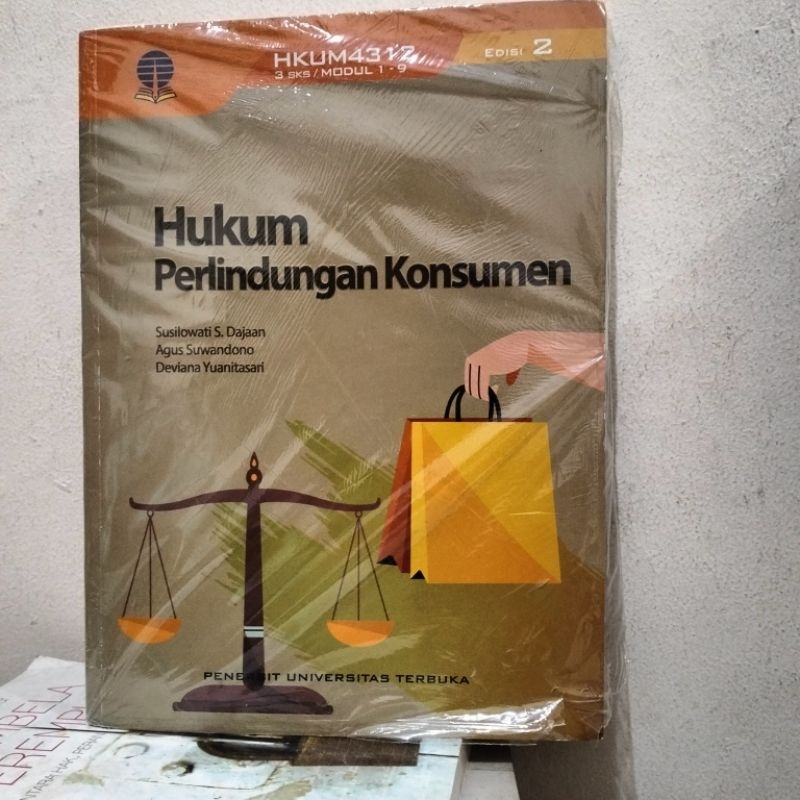 HKUM4312
3 SKS / MODUL 1 - 9
EDISI 2
Hukum
Perlindungan Konsumen
Susilowati S. Dajaan
Agus Suwandono
Deviana Yuanitasari
PENERBIT UNIVERSITAS TERBUKA